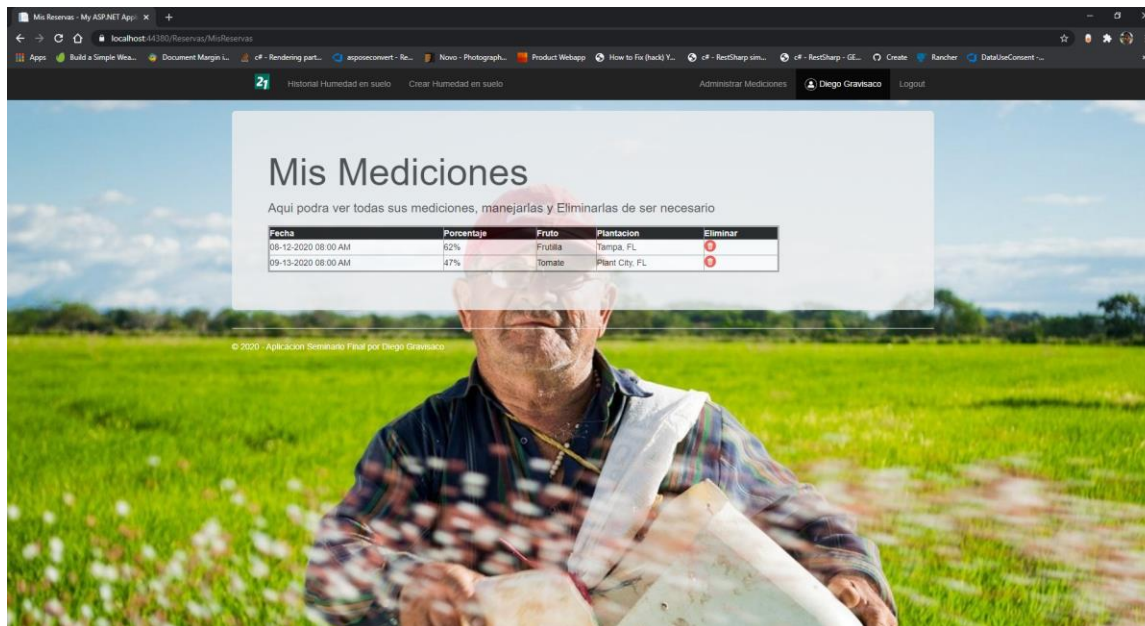 Mis Reservas - My ASP.NET Appl
localhost:44380/Reservas/MisReservas
Apps Build a Simple Wea... Document Margin i... c# - Rendering part... asposeconvert - Re... Novo - Photograph... Product Webapp How to Fix (hack) Y... c# - RestSharp sim... c# - RestSharp - GE... Create Rancher DataUseConsent -...
21 Historial Humedad en suelo Crear Humedad en suelo Administrar Mediciones Diego Gravisaco Logout
Mis Mediciones
Aqui podra ver todas sus mediciones, manejarlas y Eliminarlas de ser necesario
Fecha Porcentaje Fruto Plantacion Eliminar
08-12-2020 08:00 AM 62% Frutilla Tampa, FL
09-13-2020 08:00 AM 47% Tomate Plant City, FL
© 2020 - Aplicacion Seminario Final por Diego Gravisaco